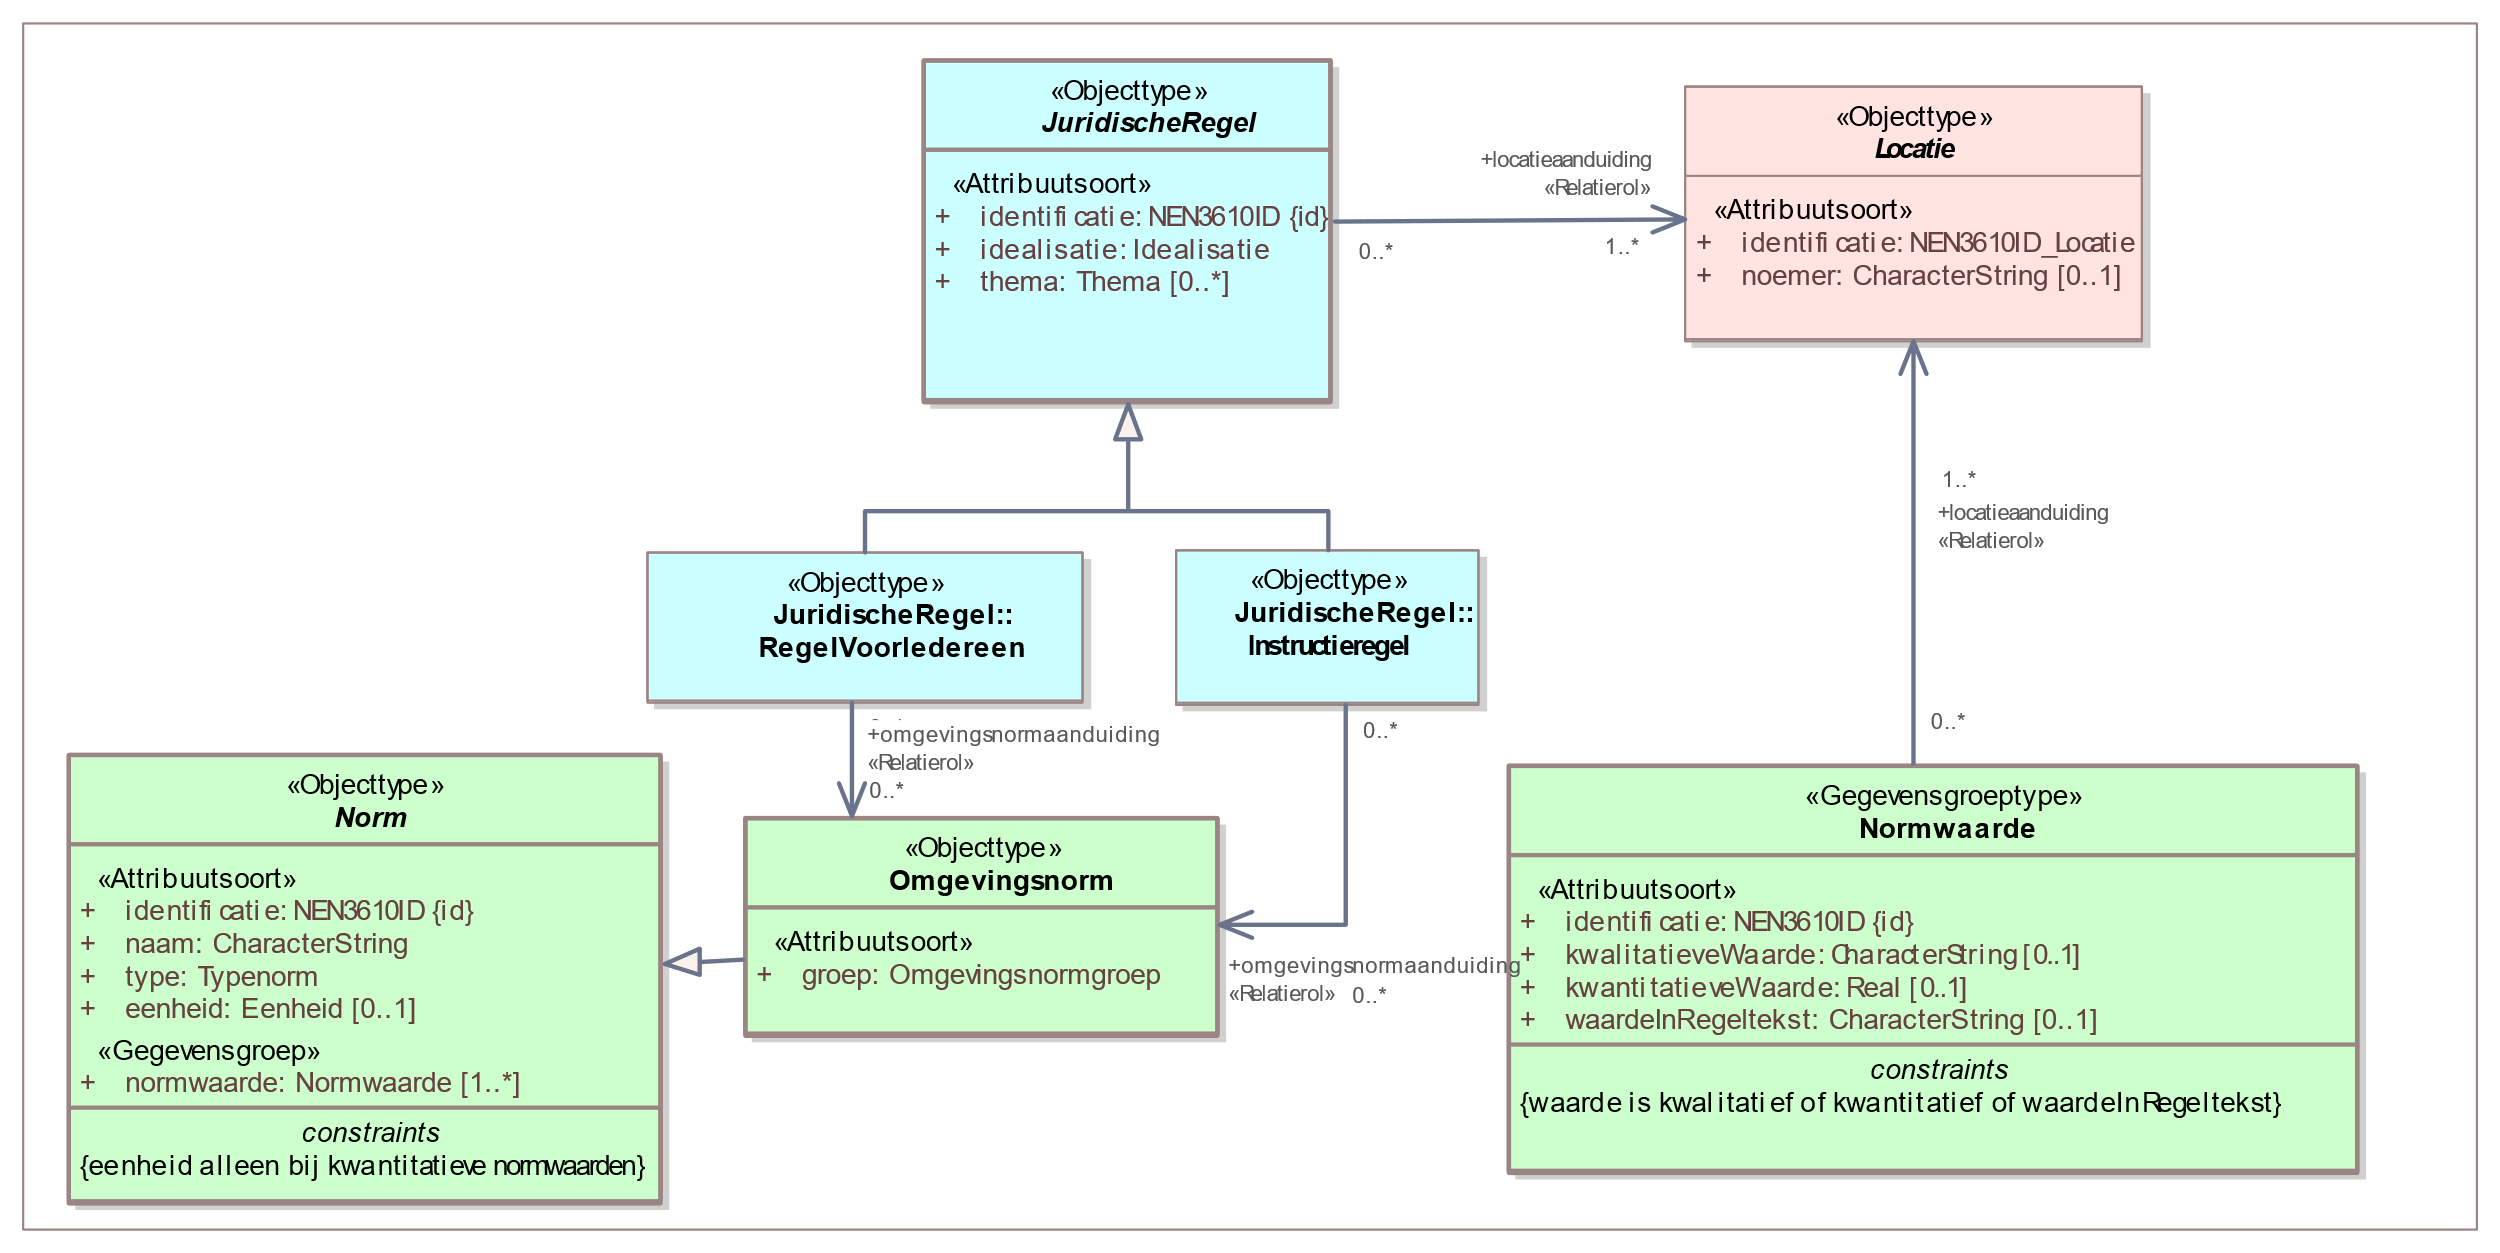 «Objecttype»
JuridischeRegel
«Attribuutsoort»
+ identificatie: NEN3610ID {id}
+ idealisatie: Idealisatie
+ thema: Thema [0..*]
+locatieaanduiding
«Relatierol»
0..*
1..*
«Objecttype»
Locatie
«Attribuutsoort»
+ identificatie: NEN3610ID_Locatie
+ noemer: CharacterString [0..1]
1..*
+locatieaanduiding
«Relatierol»
0..*
«Objecttype»
JuridischeRegel::
RegelVoorIedereen
«Objecttype»
JuridischeRegel::
Instructieregel
+omgevingsnormaanduiding
«Relatierol»
0..*
0..*
«Objecttype»
Norm
«Attribuutsoort»
+ identificatie: NEN3610ID {id}
+ naam: CharacterString
+ type: Typenorm
+ eenheid: Eenheid [0..1]
«Gegevensgroep»
+ normwaarde: Normwaarde [1..*]
constraints
{eenheid alleen bij kwantitatieve normwaarden}
«Objecttype»
Omgevingsnorm
«Attribuutsoort»
+ groep: Omgevingsnormgroep
+omgevingsnormaanduiding
«Relatierol»
0..*
«Gegevensgroeptype»
Normwaarde
«Attribuutsoort»
+ identificatie: NEN3610ID {id}
+ kwalitatieveWaarde: CharacterString [0..1]
+ kwantitatieveWaarde: Real [0..1]
+ waardeInRegeltekst: CharacterString [0..1]
constraints
{waarde is kwalitatief of kwantitatief of waardeInRegeltekst}